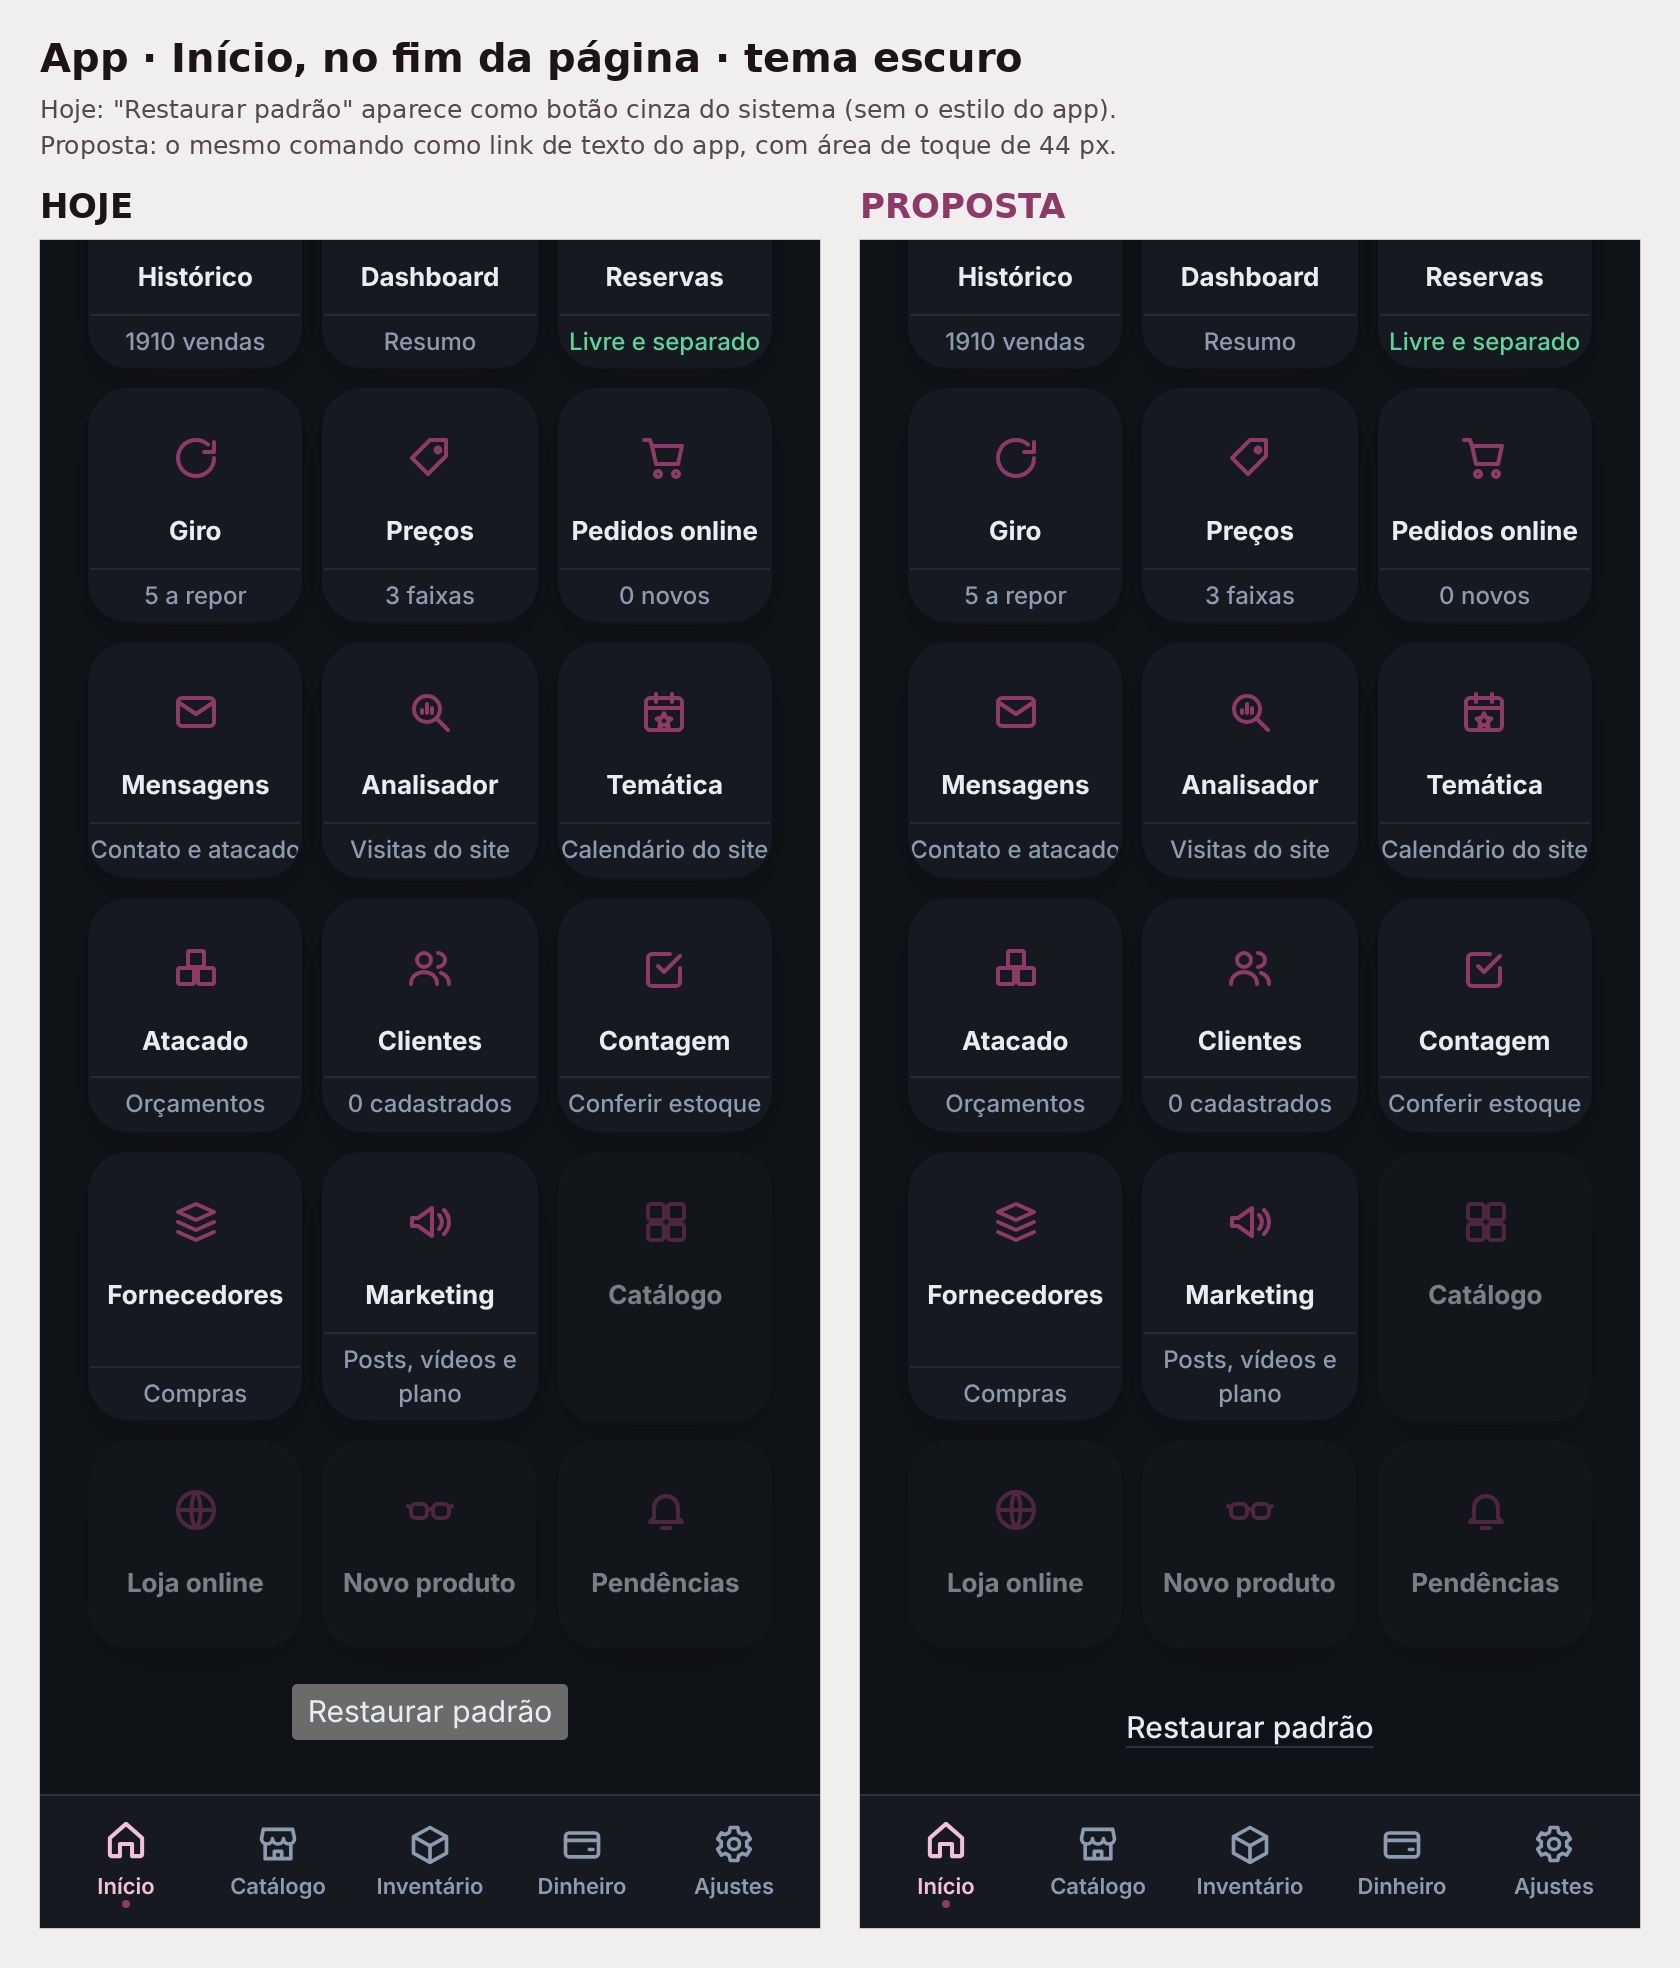 App · Início, no fim da página · tema escuro
Hoje: "Restaurar padrão" aparece como botão cinza do sistema (sem o estilo do app).
Proposta: o mesmo comando como link de texto do app, com área de toque de 44 px.
HOJE
Histórico Dashboard Reservas
1910 vendas Resumo Livre e separado
Giro Preços Pedidos online
5 a repor 3 faixas 0 novos
Mensagens Analisador Temática
Contato e atacado Visitas do site Calendário do site
Atacado Clientes Contagem
Orçamentos 0 cadastrados Conferir estoque
Fornecedores Marketing Catálogo
Compras Posts, vídeos e
plano
Loja online Novo produto Pendências
Restaurar padrão
Início Catálogo Inventário Dinheiro Ajustes
PROPOSTA
Histórico Dashboard Reservas
1910 vendas Resumo Livre e separado
Giro Preços Pedidos online
5 a repor 3 faixas 0 novos
Mensagens Analisador Temática
Contato e atacado Visitas do site Calendário do site
Atacado Clientes Contagem
Orçamentos 0 cadastrados Conferir estoque
Fornecedores Marketing Catálogo
Compras Posts, vídeos e
plano
Loja online Novo produto Pendências
Restaurar padrão
Início Catálogo Inventário Dinheiro Ajustes